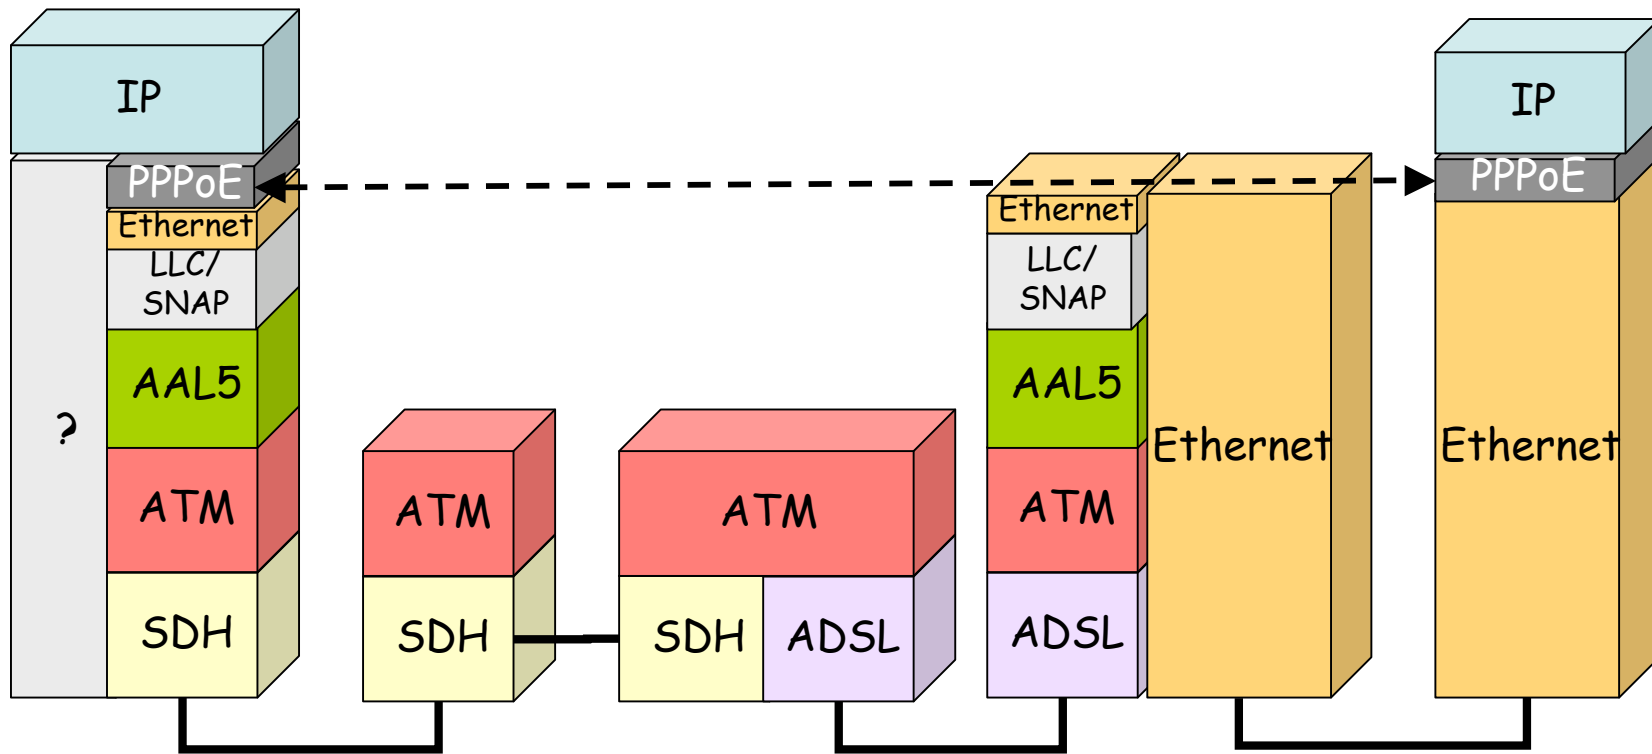 IP
PPPoE
Ethernet
LLC/
SNAP
AAL5
ATM
SDH
?
ATM
SDH
ATM
SDH
ADSL
Ethernet
LLC/
SNAP
AAL5
ATM
ADSL
Ethernet
IP
PPPoE
Ethernet